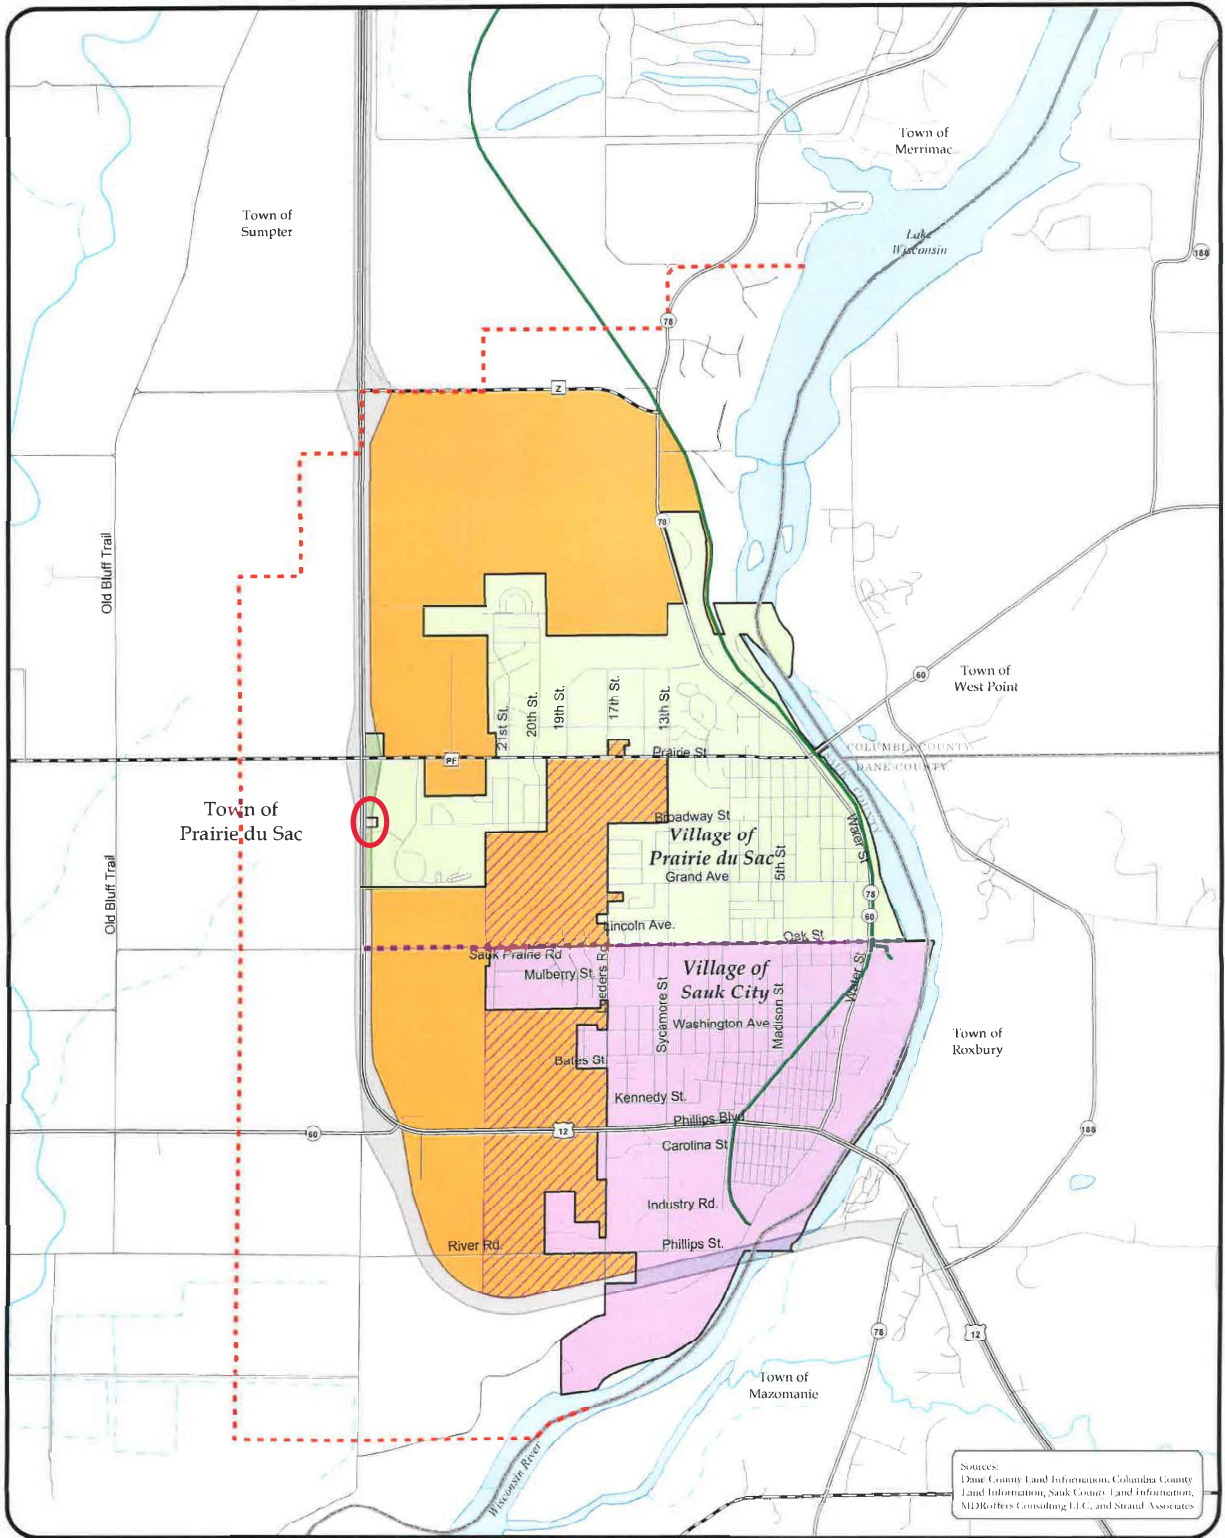 Town of
Merrimac
Town of
Sumpter
Lake
Wisconsin
188
78
Z
78
Old Bluff Trail
60
Town of
West Point
21st St.
20th St.
19th St.
17th St.
13th St.
Prairie St
COLUMBIA COUNTY
DANE COUNTY
SAUK COUNTY
PF
Town of
Prairie du Sac
Broadway St
Village of
Prairie du Sac
Grand Ave
5th St
Water St
Old Bluff Trail
78
60
Lincoln Ave.
Oak St.
Sauk Prairie Rd
Mulberry St.
Village of
Sauk City
Water St
Sycamore St
Madison St
Washington Ave
Town of
Roxbury
Bates St.
Kennedy St.
Phillips Blvd
60
12
188
Carolina St
Industry Rd.
River Rd.
Phillips St.
78
12
Town of
Mazomanie
Wisconsin River
Sources:
Dane County Land Information, Columbia County
Land Information, Sauk County Land Information,
MDRoffers Consulting LLC, and Strand Associates